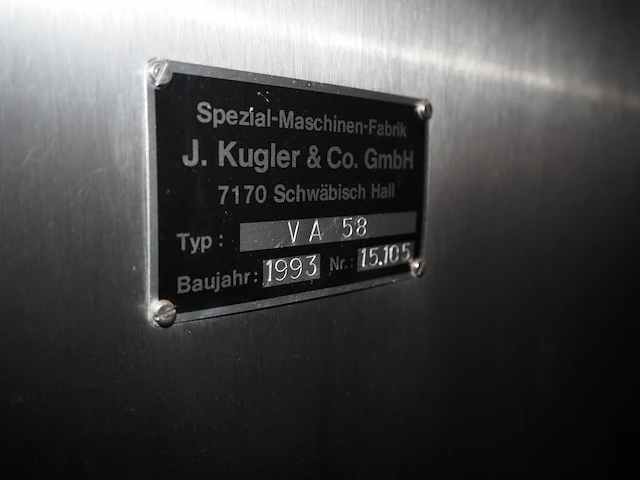 Spezial-Maschinen-Fabrik
J. Kugler & Co. GmbH
7170 Schwäbisch Hall
Typ: VA 58
Baujahr: 1993 Nr.: 15.105